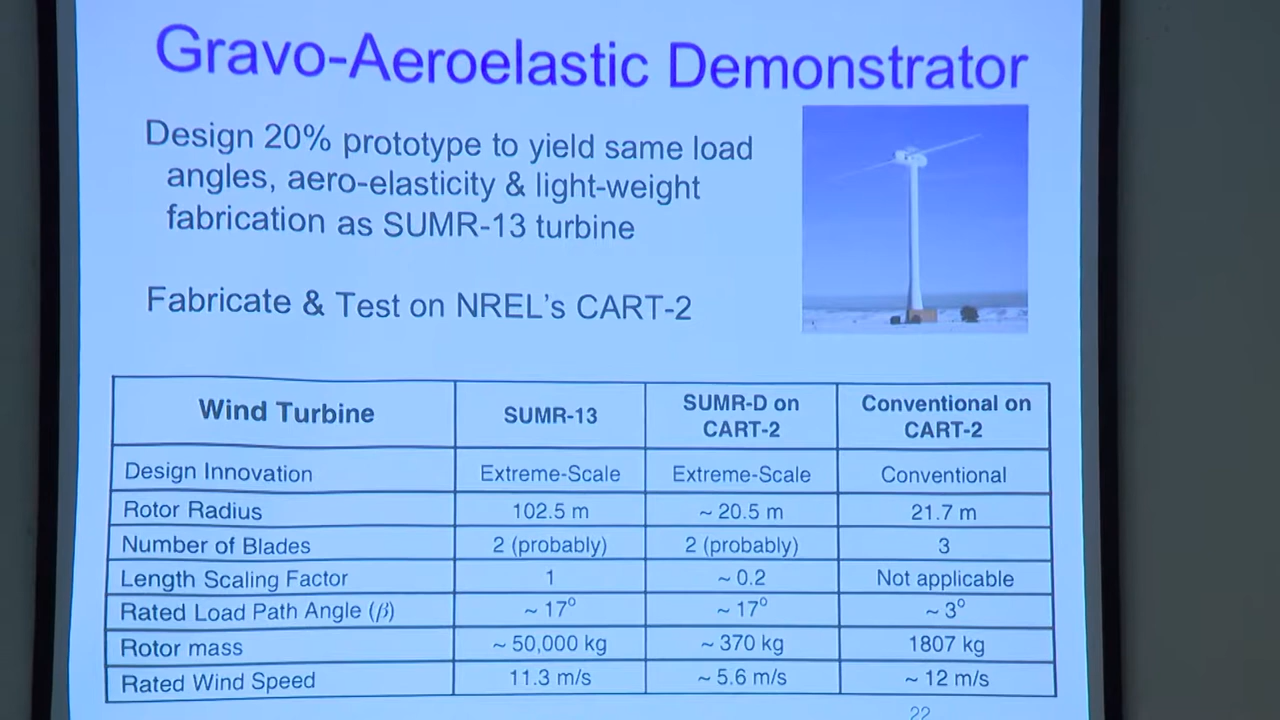 Gravo-Aeroelastic Demonstrator
Design 20% prototype to yield same load
angles, aero-elasticity & light-weight
fabrication as SUMR-13 turbine
Fabricate & Test on NREL's CART-2
Wind Turbine SUMR-13 SUMR-D on CART-2 Conventional on CART-2
Design Innovation Extreme-Scale Extreme-Scale Conventional
Rotor Radius 102.5 m ~ 20.5 m 21.7 m
Number of Blades 2 (probably) 2 (probably) 3
Length Scaling Factor 1 ~ 0.2 Not applicable
Rated Load Path Angle (β) ~ 17° ~ 17° ~ 3°
Rotor mass ~ 50,000 kg ~ 370 kg 1807 kg
Rated Wind Speed 11.3 m/s ~ 5.6 m/s ~ 12 m/s
22